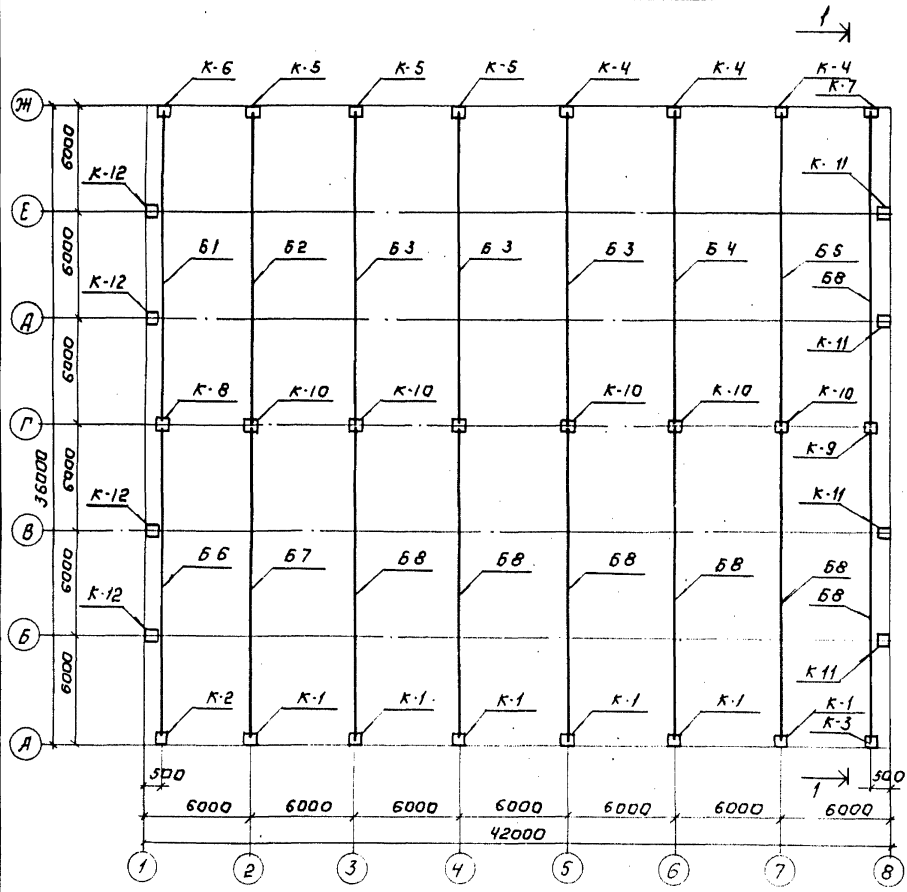 1
К-6 К-5 К-5 К-5 К-4 К-4 К-4
К-7
Ж
6000
К-12 К-11
Е
6000
Б1 Б2 Б3 Б3 Б3 Б4 Б5
Б8
К-12
Д
К-11
6000
К-8 К-10 К-10 К-10 К-10 К-10
Г
К-9
36000
6000
К-12 К-11
В
6000
Б6 Б7 Б8 Б8 Б8 Б8 Б8
Б8
К-12
Б
К-11
6000
К-2 К-1 К-1 К-1 К-1 К-1 К-1
К-3
А
500 1 500
6000 6000 6000 6000 6000 6000 6000
42000
1 2 3 4 5 6 7 8